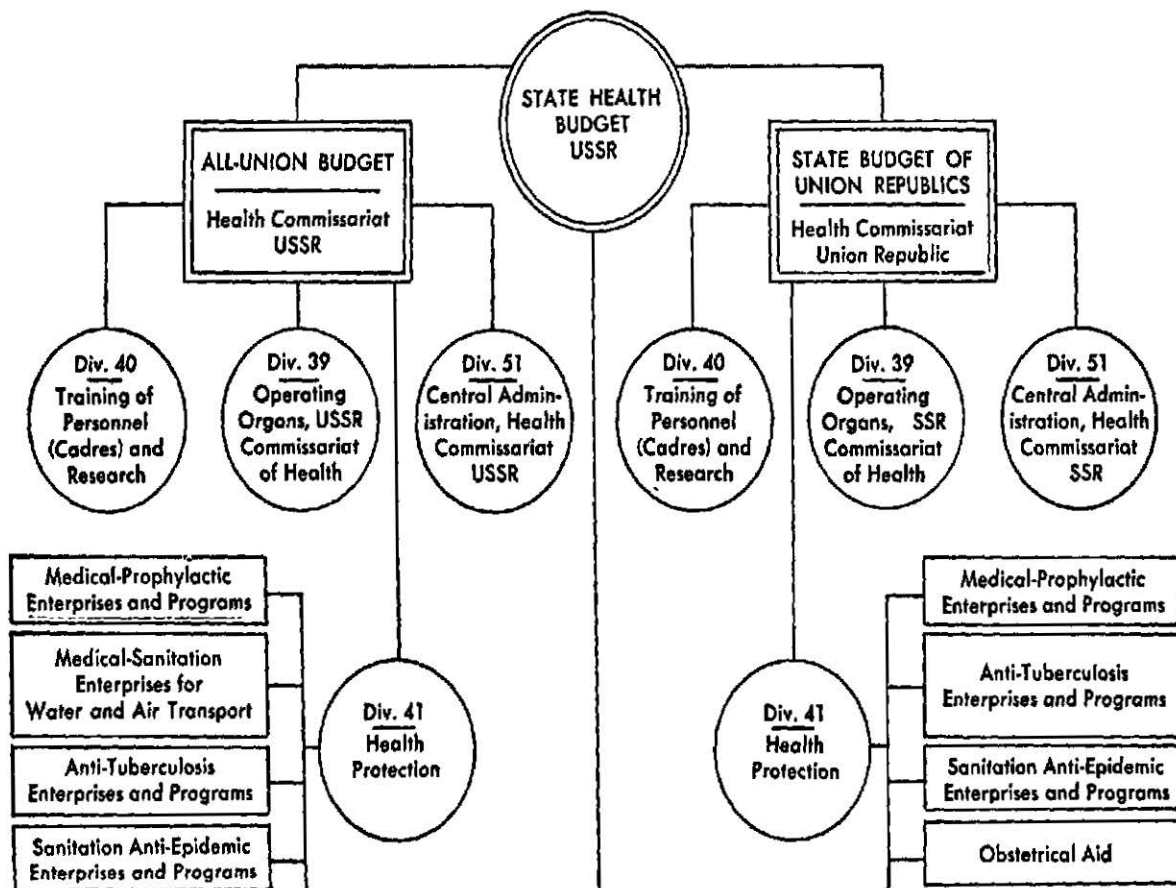 STATE HEALTH
BUDGET
USSR
ALL-UNION BUDGET
Health Commissariat
USSR
STATE BUDGET OF
UNION REPUBLICS
Health Commissariat
Union Republic
Div. 40
Training of
Personnel
(Cadres) and
Research
Div. 39
Operating
Organs, USSR
Commissariat
of Health
Div. 51
Central Admin-
istration, Health
Commissariat
USSR
Div. 40
Training of
Personnel
(Cadres) and
Research
Div. 39
Operating
Organs, SSR
Commissariat
of Health
Div. 51
Central Admin-
istration, Health
Commissariat
SSR
Medical-Prophylactic
Enterprises and Programs
Medical-Sanitation
Enterprises for
Water and Air Transport
Anti-Tuberculosis
Enterprises and Programs
Sanitation Anti-Epidemic
Enterprises and Programs
Div. 41
Health
Protection
Div. 41
Health
Protection
Medical-Prophylactic
Enterprises and Programs
Anti-Tuberculosis
Enterprises and Programs
Sanitation Anti-Epidemic
Enterprises and Programs
Obstetrical Aid